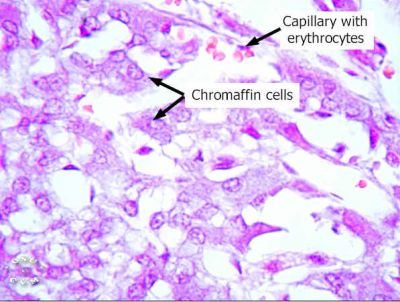 Capillary with
erythrocytes
Chromaffin cells